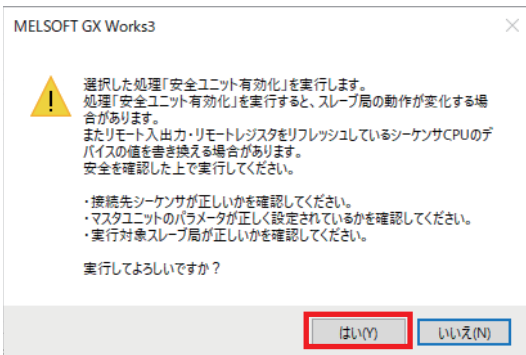 MELSOFT GX Works3
選択した処理「安全ユニット有効化」を実行します。
処理「安全ユニット有効化」を実行すると、スレーブ局の動作が変化する場
合があります。
またリモート入出力・リモートレジスタをリフレッシュしているシーケンサCPUのデ
バイスの値を書き換える場合があります。
安全を確認した上で実行してください。
・接続先シーケンサが正しいかを確認してください。
・マスタユニットのパラメータが正しく設定されているかを確認してください。
・実行対象スレーブ局が正しいかを確認してください。
実行してよろしいですか？
はい(Y)
いいえ(N)